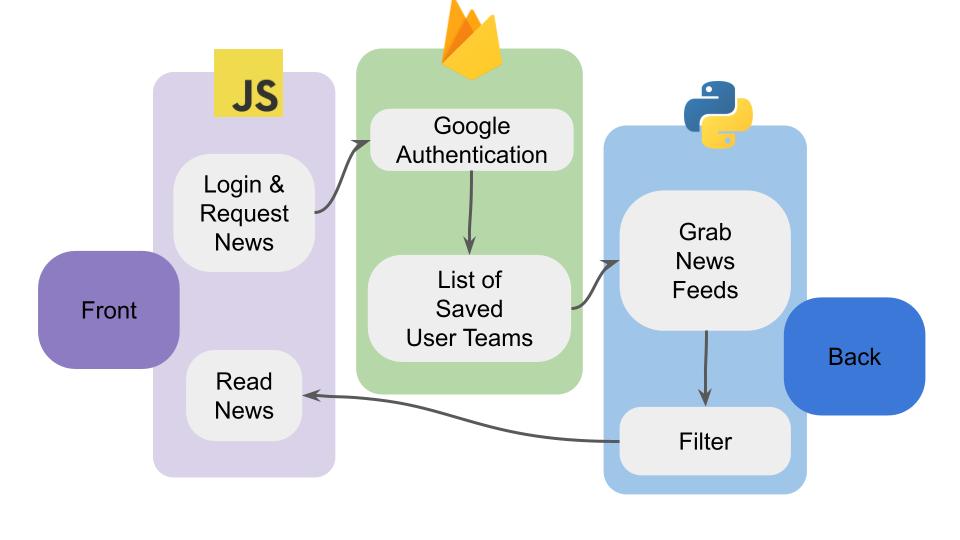 JS
Login &
Request
News
Front
Read
News
Google
Authentication
List of
Saved
User Teams
Grab
News
Feeds
Back
Filter